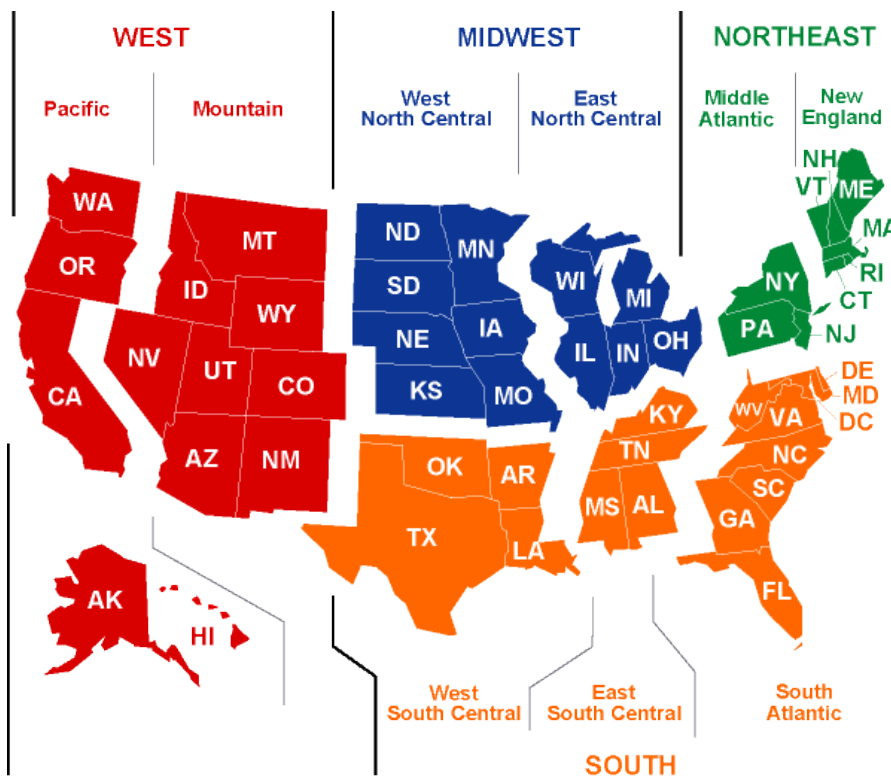 WEST
MIDWEST
NORTHEAST
Pacific
Mountain
West
North Central
East
North Central
Middle
Atlantic
New
England
WA
OR
CA
NV
ID
MT
WY
UT
CO
AZ
NM
AK
HI
ND
SD
NE
KS
MN
IA
MO
WI
MI
IL
IN
OH
NH
VT
ME
MA
RI
CT
NY
PA
NJ
DE
MD
DC
WV
VA
KY
TN
NC
SC
GA
FL
MS
AL
OK
AR
TX
LA
West
South Central
East
South Central
South
Atlantic
SOUTH